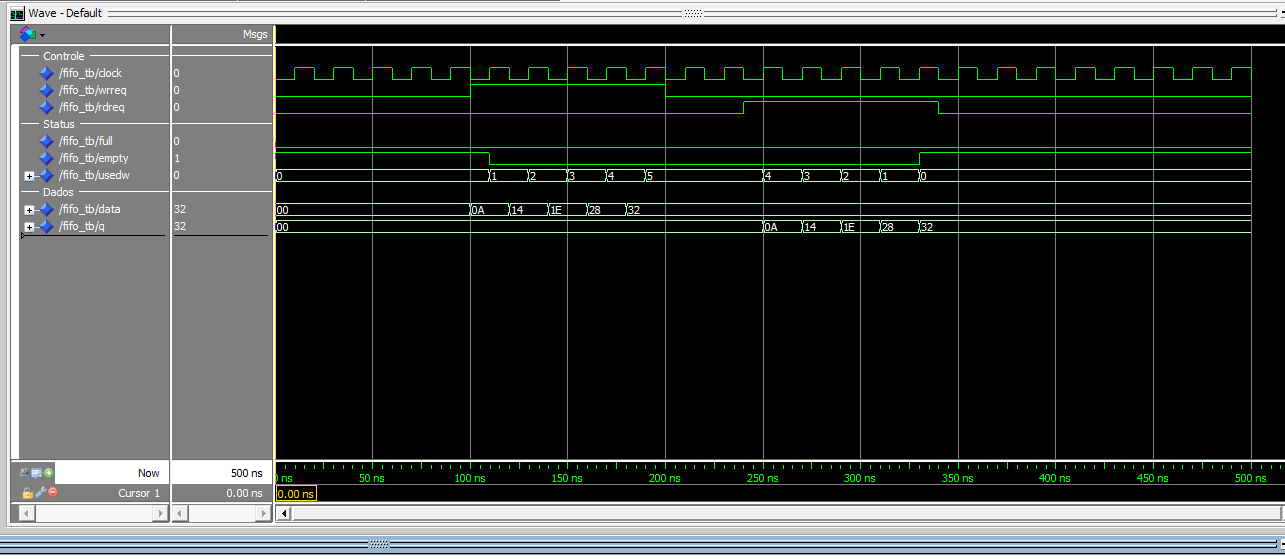 Wave - Default
Msgs
Controle
/fifo_tb/clock 0
/fifo_tb/wrreq 0
/fifo_tb/rdreq 0
Status
/fifo_tb/full 0
/fifo_tb/empty 1
/fifo_tb/usedw 0 0 1 2 3 4 5 4 3 2 1 0
Dados
/fifo_tb/data 32 00 0A 14 1E 28 32
/fifo_tb/q 32 00 0A 14 1E 28 32
Now 500 ns ns 50 ns 100 ns 150 ns 200 ns 250 ns 300 ns 350 ns 400 ns 450 ns 500 ns
Cursor 1 0.00 ns 0.00 ns